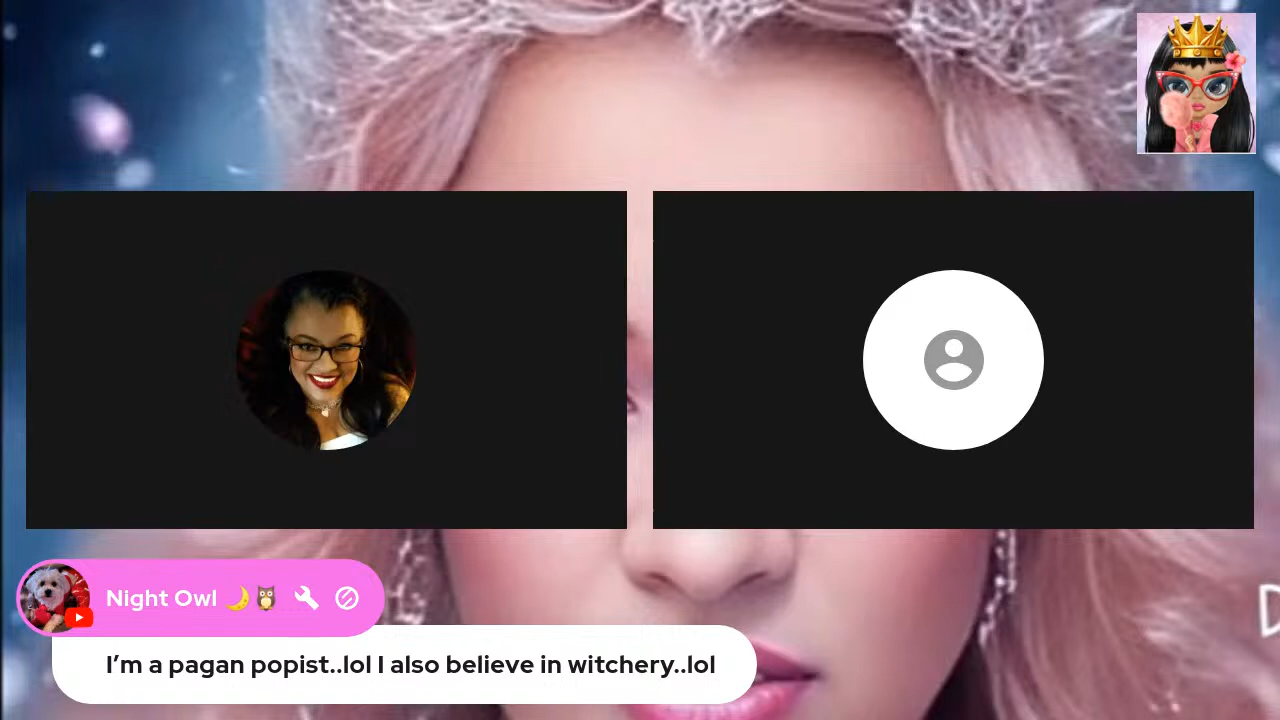 Night Owl 🌙🦉
I’m a pagan popist..lol I also believe in witchery..lol